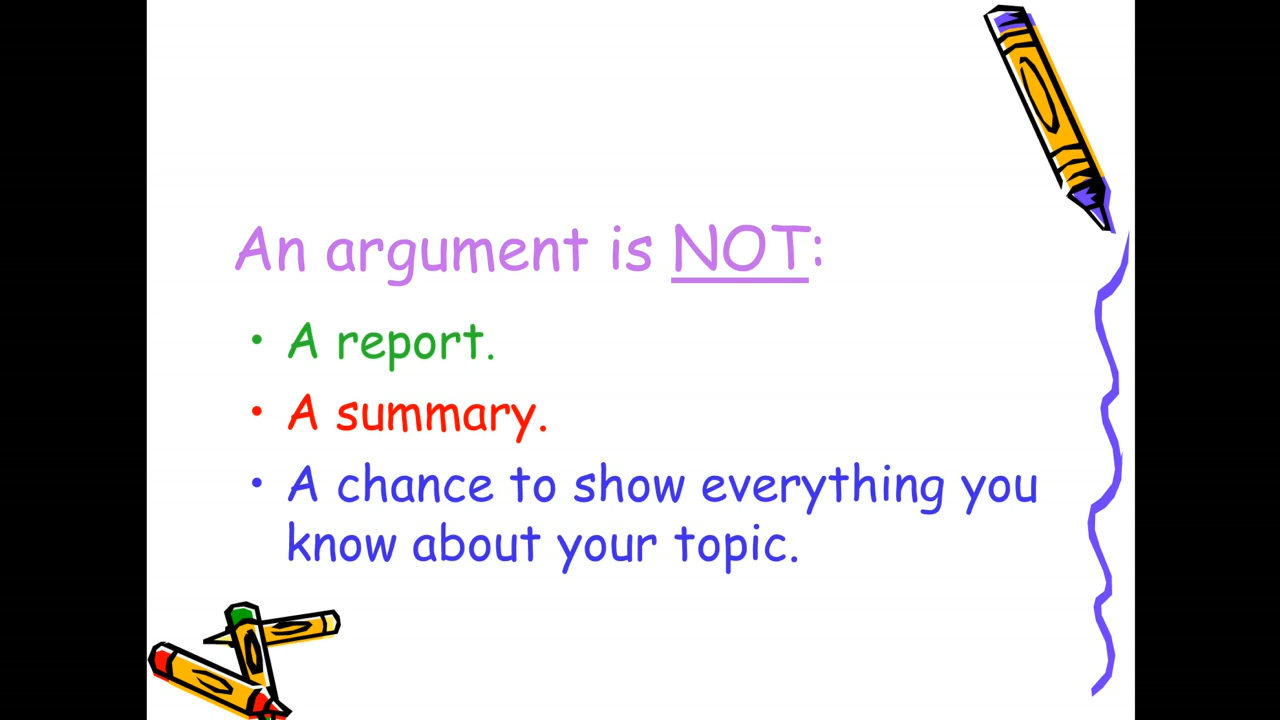 An argument is NOT:
• A report.
• A summary.
• A chance to show everything you
know about your topic.